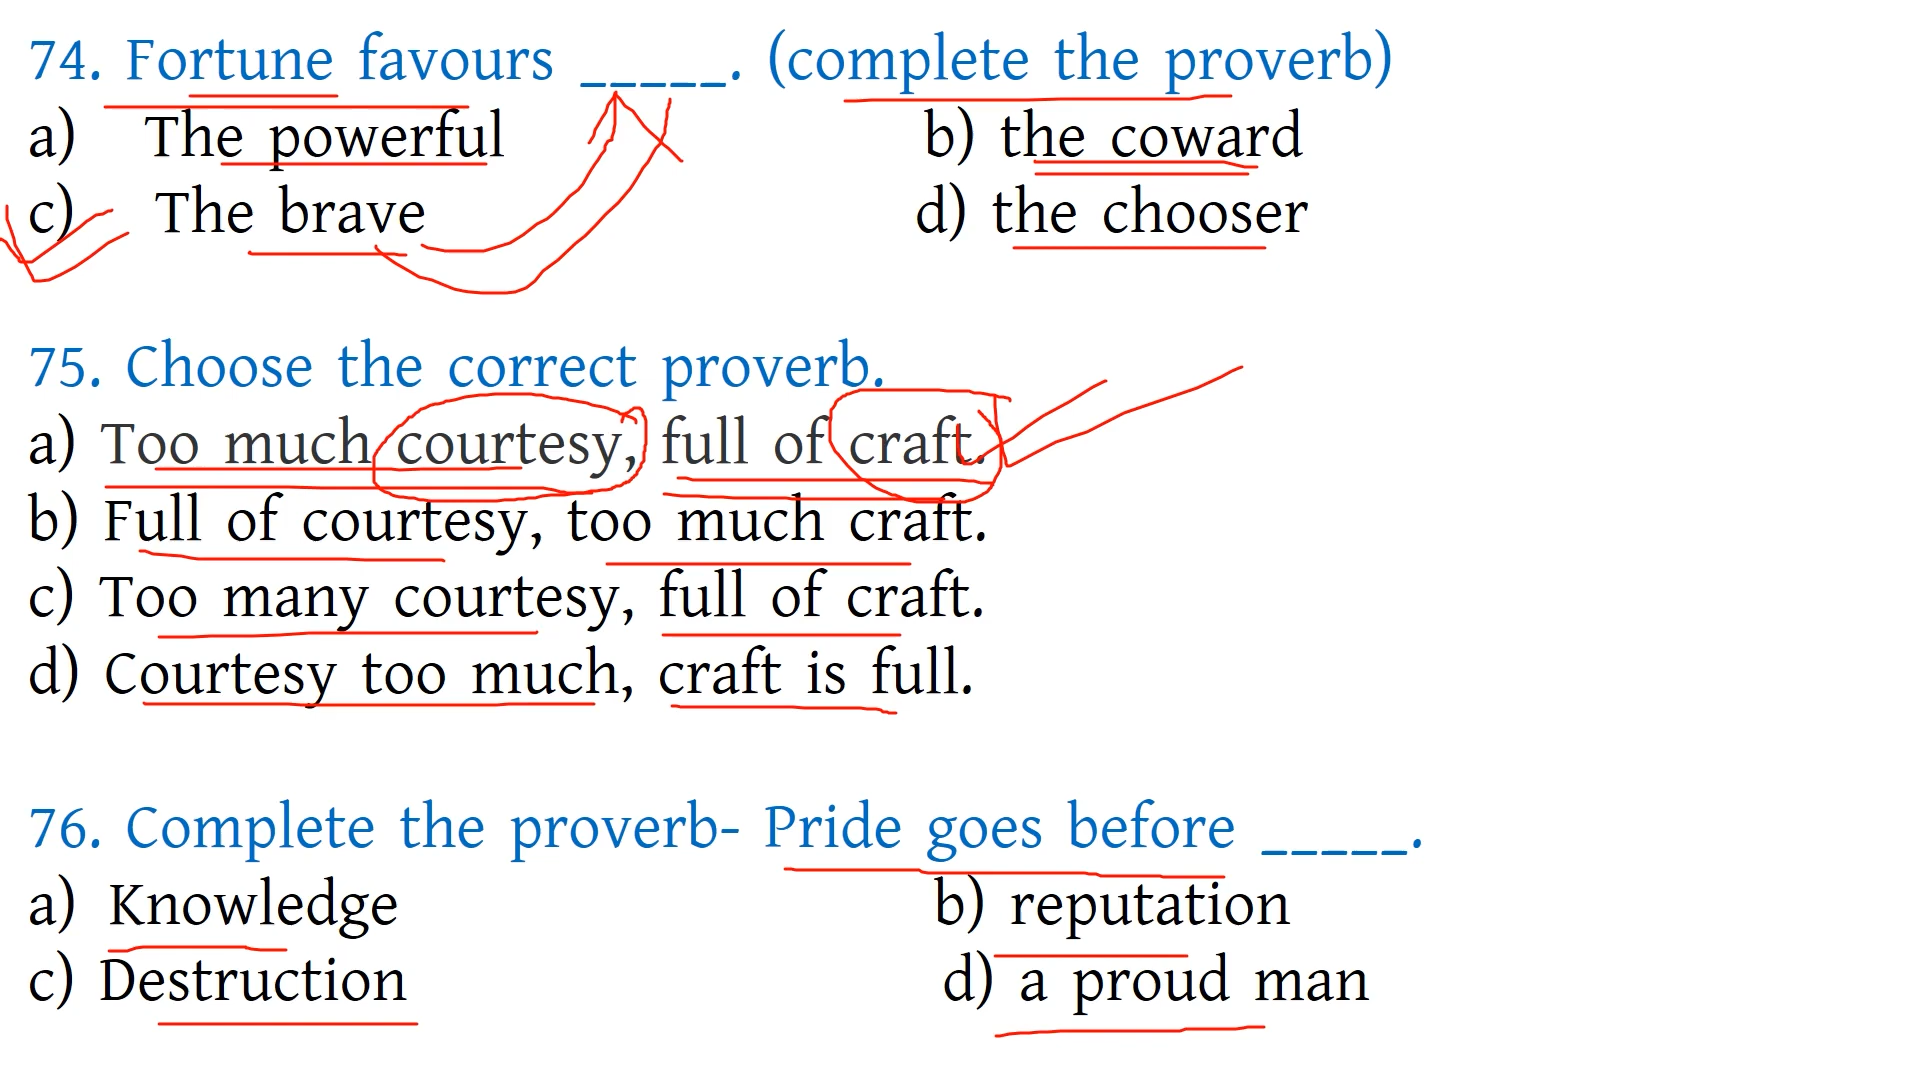 74. Fortune favours _____. (complete the proverb)
a) The powerful b) the coward
c) The brave d) the chooser
75. Choose the correct proverb.
a) Too much courtesy, full of craft.
b) Full of courtesy, too much craft.
c) Too many courtesy, full of craft.
d) Courtesy too much, craft is full.
76. Complete the proverb- Pride goes before _____.
a) Knowledge b) reputation
c) Destruction d) a proud man